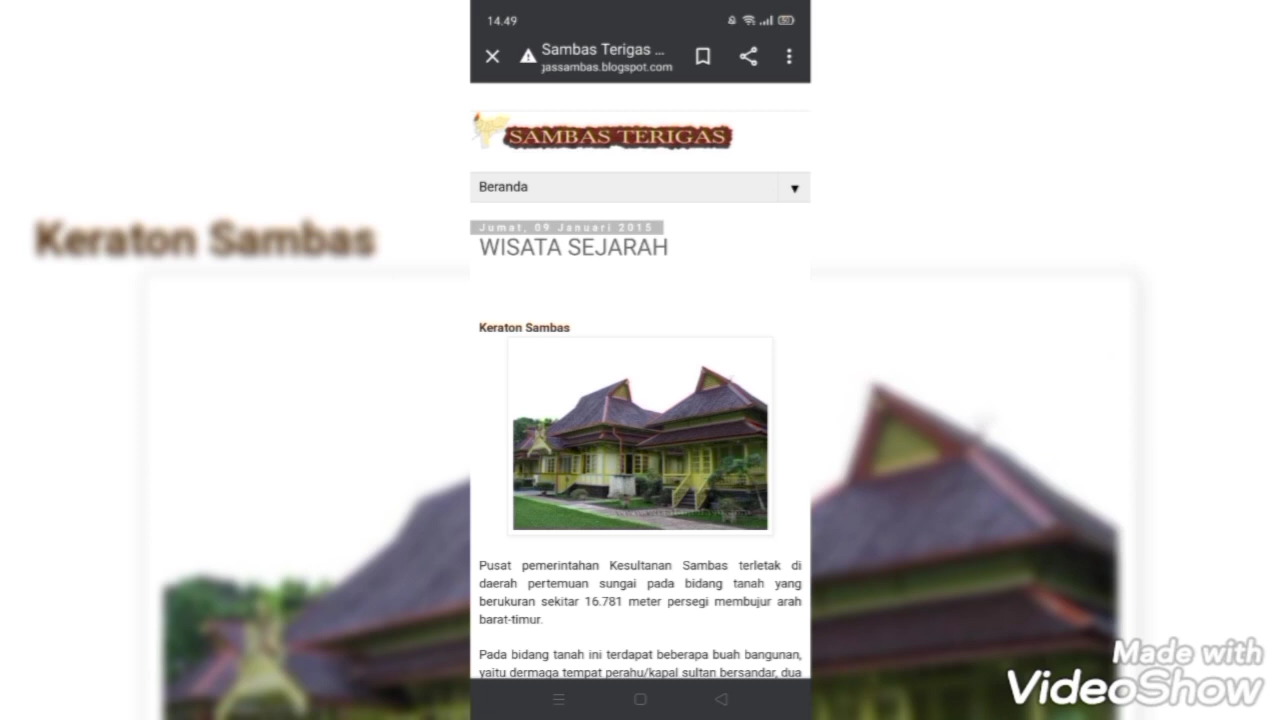 14.49
Sambas Terigas ...
gassambas.blogspot.com
SAMBAS TERIGAS
Beranda
Jumat, 09 Januari 2015
WISATA SEJARAH
Keraton Sambas
Keraton Sambas
Pusat pemerintahan Kesultanan Sambas terletak di
daerah pertemuan sungai pada bidang tanah yang
berukuran sekitar 16.781 meter persegi membujur arah
barat-timur.
Pada bidang tanah ini terdapat beberapa buah bangunan,
yaitu dermaga tempat perahu/kapal sultan bersandar, dua
Made with
VideoShow